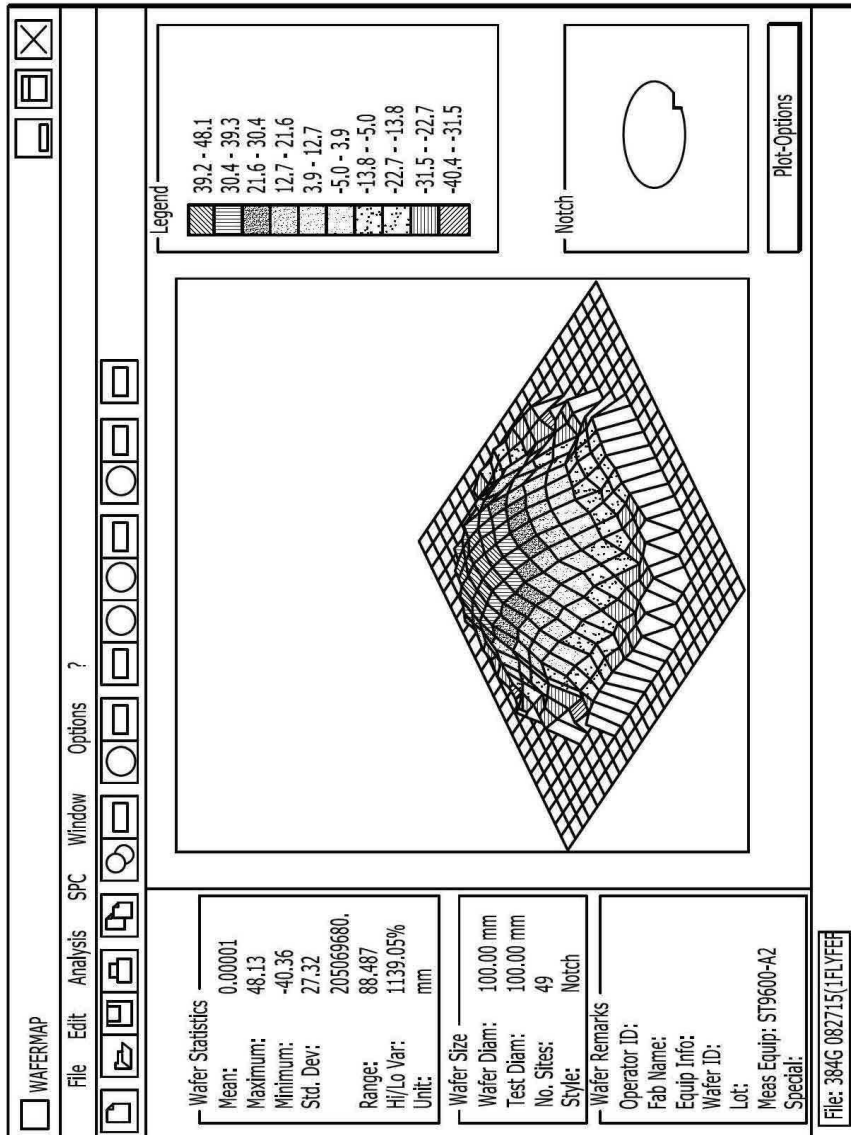 WAFERMAP
File Edit Analysis SPC Window Options ?
Wafer Statistics
Mean: 0.00001
Maximum: 48.13
Minimum: -40.36
Std. Dev: 27.32
205069680.
Range: 88.487
Hi/Lo Var: 1139.05%
Unit: mm
Wafer Size
Wafer Diam: 100.00 mm
Test Diam: 100.00 mm
No. Sites: 49
Style: Notch
Wafer Remarks
Operator ID:
Fab Name:
Equip Info:
Wafer ID:
Lot:
Meas Equip: ST9600-A2
Special:
Legend
39.2 - 48.1
30.4 - 39.3
21.6 - 30.4
12.7 - 21.6
3.9 - 12.7
-5.0 - 3.9
-13.8 - -5.0
-22.7 - -13.8
-31.5 - -22.7
-40.4 - -31.5
Notch
Plot-Options
File: 384G 082715(1FLYFEF